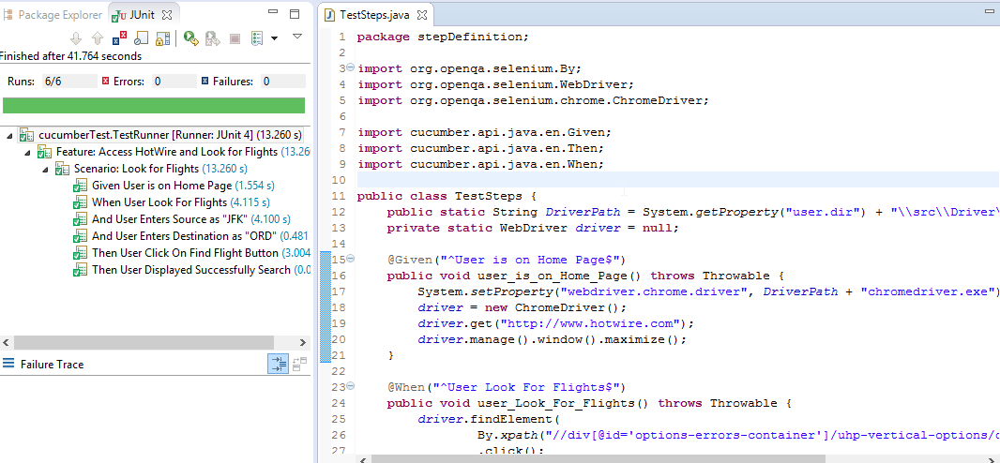 Package Explorer
JUnit
Finished after 41.764 seconds
Runs: 6/6 Errors: 0 Failures: 0
cucumberTest.TestRunner [Runner: JUnit 4] (13.260 s)
Feature: Access HotWire and Look for Flights (13.26
Scenario: Look for Flights (13.260 s)
Given User is on Home Page (1.554 s)
When User Look For Flights (4.115 s)
And User Enters Source as "JFK" (4.100 s)
And User Enters Destination as "ORD" (0.481
Then User Click On Find Flight Button (3.004
Then User Displayed Successfully Search (0.0
Failure Trace
TestSteps.java
1 package stepDefinition;
2
3 import org.openqa.selenium.By;
4 import org.openqa.selenium.WebDriver;
5 import org.openqa.selenium.chrome.ChromeDriver;
6
7 import cucumber.api.java.en.Given;
8 import cucumber.api.java.en.Then;
9 import cucumber.api.java.en.When;
10
11 public class TestSteps {
12 public static String DriverPath = System.getProperty("user.dir") + "\\src\\Driver\
13 private static WebDriver driver = null;
14
15 @Given("^User is on Home Page$")
16 public void user_is_on_Home_Page() throws Throwable {
17 System.setProperty("webdriver.chrome.driver", DriverPath + "chromedriver.exe")
18 driver = new ChromeDriver();
19 driver.get("http://www.hotwire.com");
20 driver.manage().window().maximize();
21 }
22
23 @When("^User Look For Flights$")
24 public void user_Look_For_Flights() throws Throwable {
25 driver.findElement(
26 By.xpath("//div[@id='options-errors-container']/uhp-vertical-options/
27 .click();